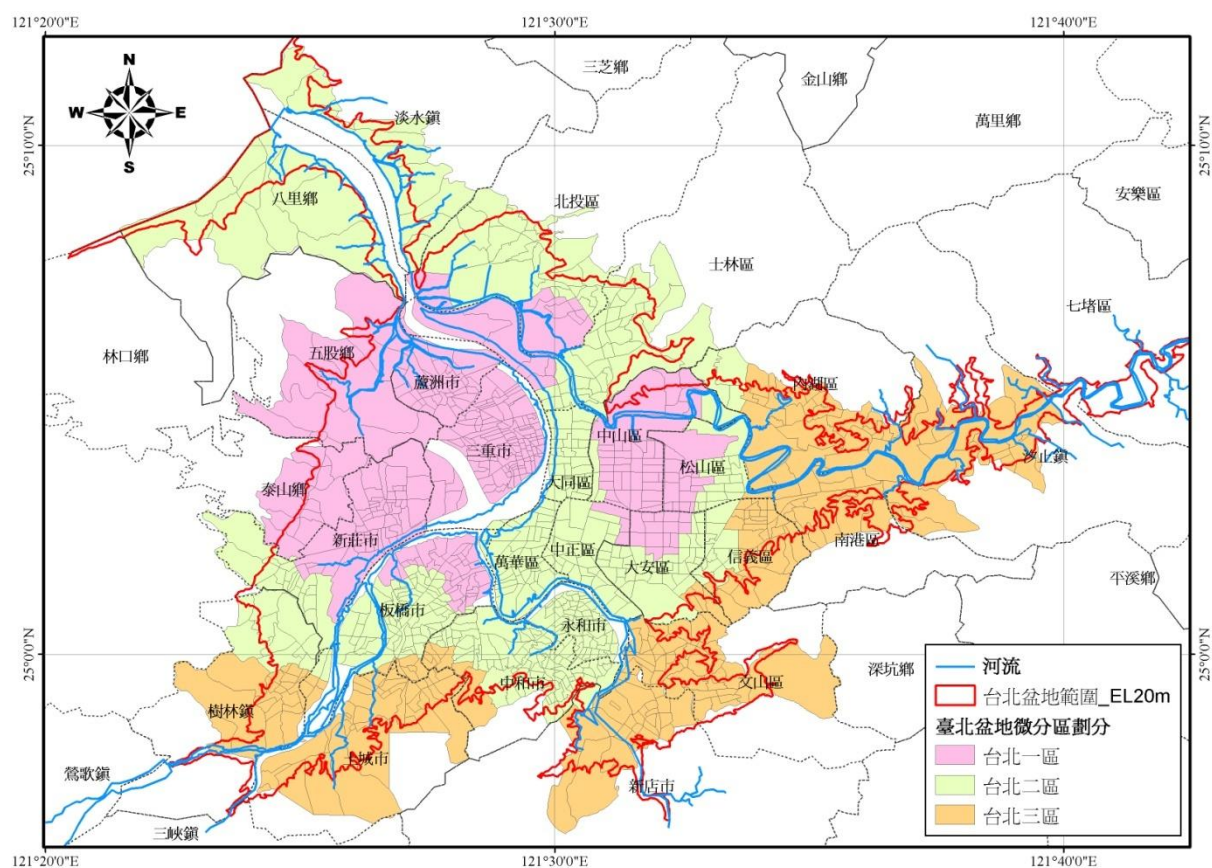 121°20'0"E
121°30'0"E
121°40'0"E
25°10'0"N
25°10'0"N
25°0'0"N
25°0'0"N
N
W
E
S
三芝鄉
金山鄉
淡水鎮
萬里鄉
八里鄉
北投區
安樂區
士林區
七堵區
林口鄉
五股鄉
蘆洲市
內湖區
中山區
三重市
松山區
汐止鎮
大同區
泰山鄉
新莊市
萬華區
中正區
大安區
信義區
南港區
平溪鄉
板橋市
永和市
深坑鄉
中和市
文山區
樹林鎮
土城市
新店市
鶯歌鎮
三峽鎮
河流
台北盆地範圍_EL20m
臺北盆地微分區劃分
台北一區
台北二區
台北三區
121°20'0"E
121°30'0"E
121°40'0"E